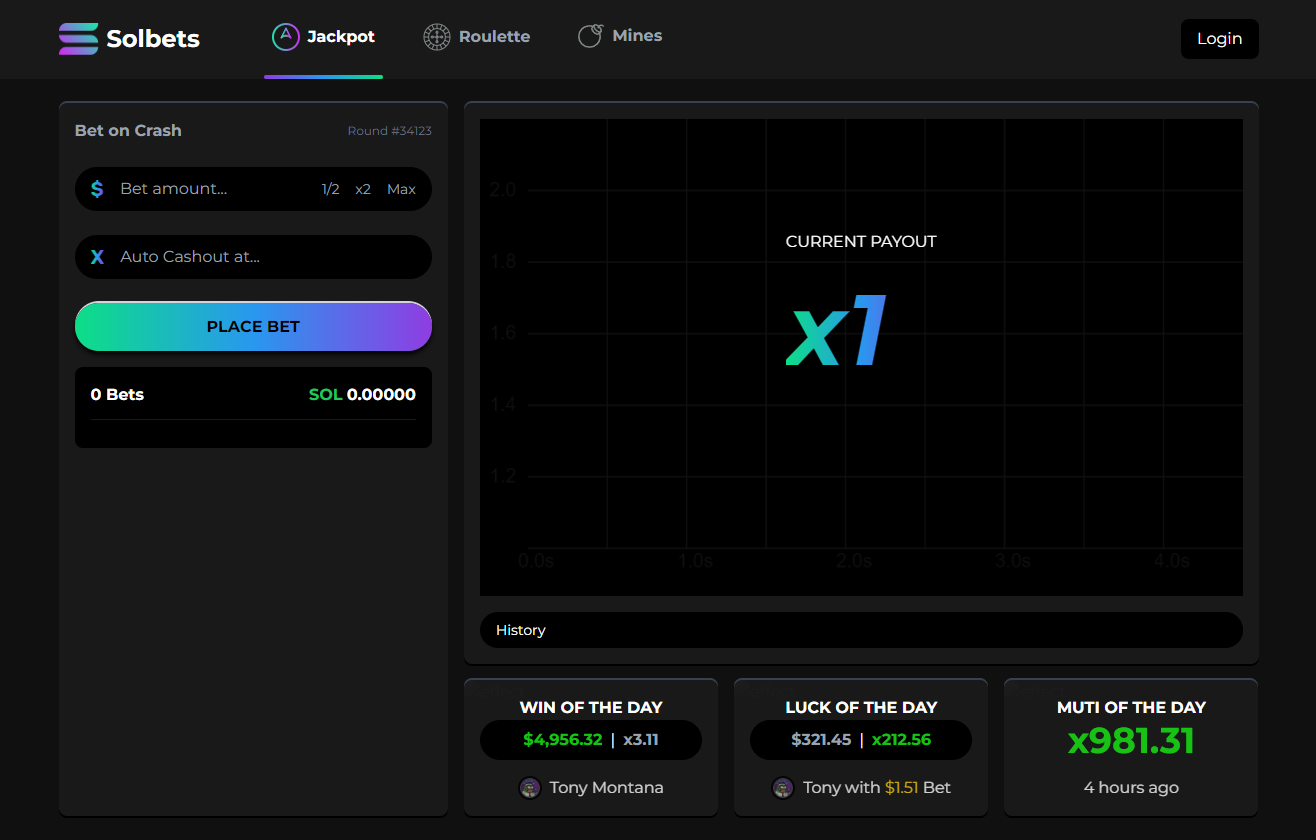 Solbets
Jackpot
Roulette
Mines
Login
Bet on Crash
Round #34123
$ Bet amount... 1/2 x2 Max
X Auto Cashout at...
PLACE BET
0 Bets
SOL 0.00000
2.0
1.8
1.6
1.4
1.2
0.0s 1.0s 2.0s 3.0s 4.0s
CURRENT PAYOUT
x1
History
WIN OF THE DAY
$4,956.32 | x3.11
Tony Montana
LUCK OF THE DAY
$321.45 | x212.56
Tony with $1.51 Bet
MUTI OF THE DAY
x981.31
4 hours ago